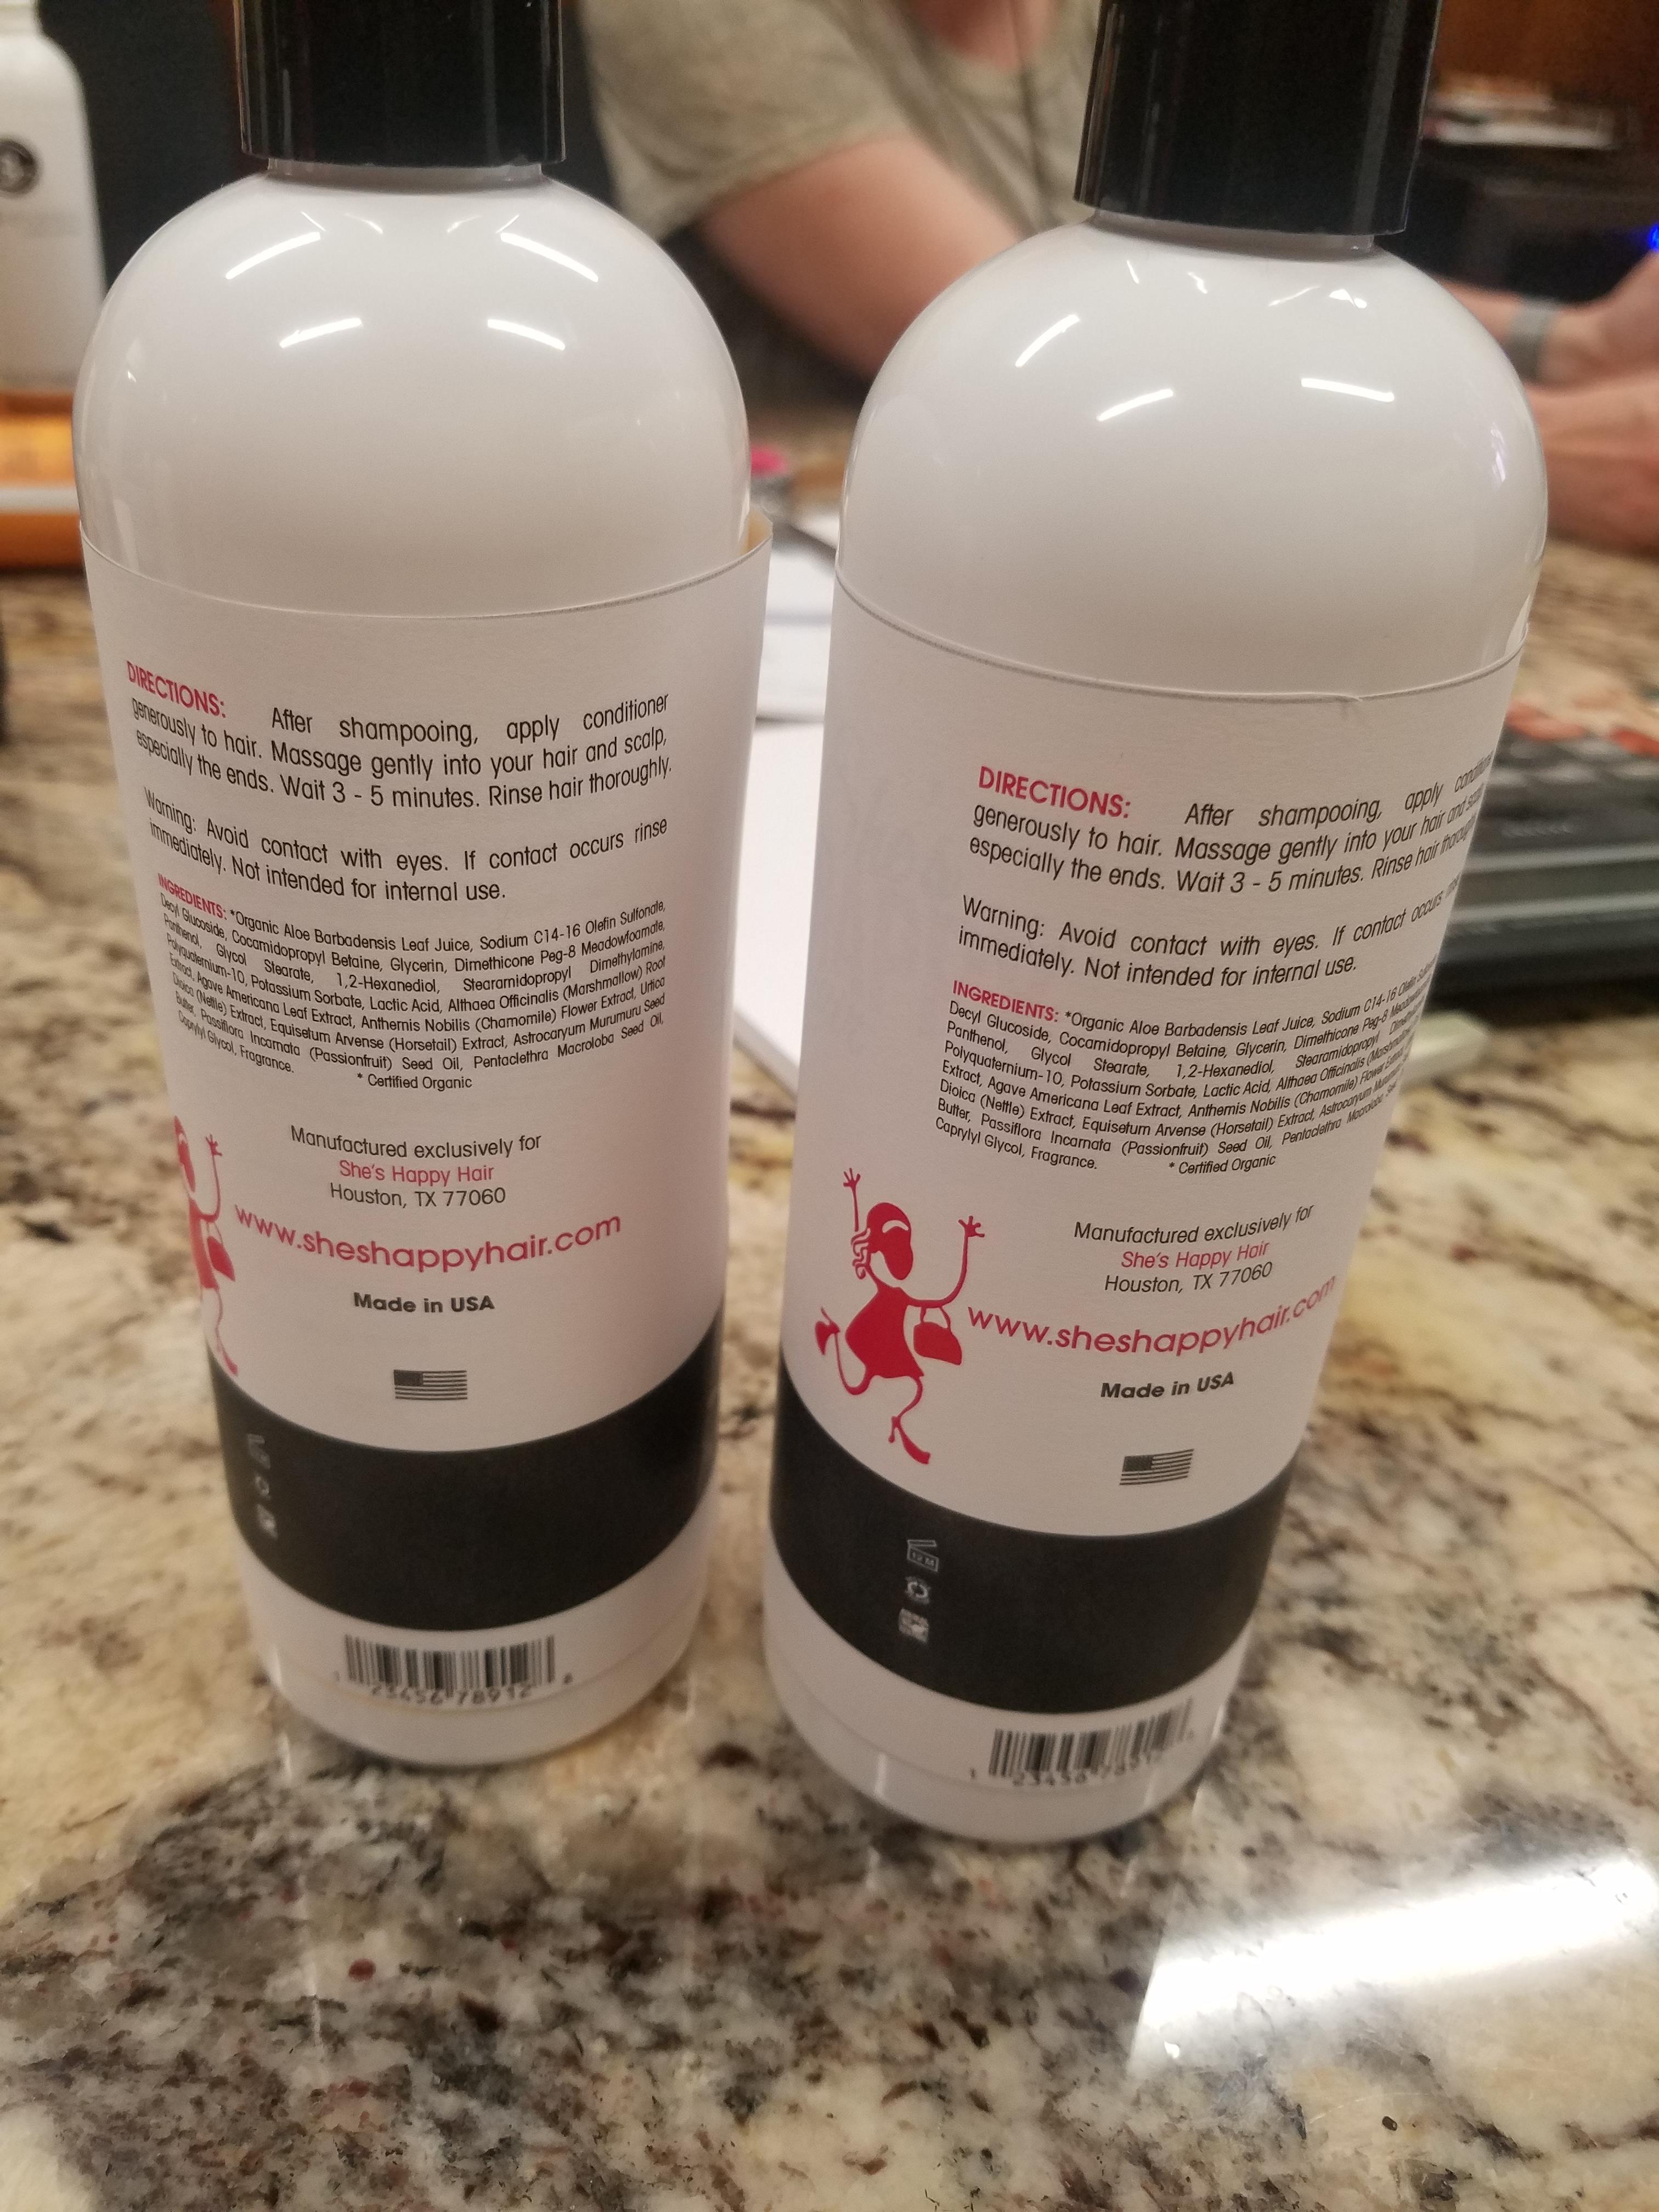 DIRECTIONS: After shampooing, apply conditioner
generously to hair. Massage gently into your hair and scalp,
especially the ends. Wait 3 - 5 minutes. Rinse hair thoroughly.
Warning: Avoid contact with eyes. If contact occurs rinse
immediately. Not intended for internal use.
INGREDIENTS: *Organic Aloe Barbadensis Leaf Juice, Sodium C14-16 Olefin Sulfonate,
Decyl Glucoside, Cocamidopropyl Betaine, Glycerin, Dimethicone Peg-8 Meadowfoamate,
Panthenol, Glycol Stearate, 1,2-Hexanediol, Stearamidopropyl Dimethylamine,
Polyquaternium-10, Potassium Sorbate, Lactic Acid, Althaea Officinalis (Marshmallow) Root
Extract, Agave Americana Leaf Extract, Anthemis Nobilis (Chamomile) Flower Extract, Urtica
Dioica (Nettle) Extract, Equisetum Arvense (Horsetail) Extract, Astrocaryum Murumuru Seed
Butter, Passiflora Incarnata (Passionfruit) Seed Oil, Pentaclethra Macroloba Seed Oil,
Caprylyl Glycol, Fragrance.
* Certified Organic
Manufactured exclusively for
She's Happy Hair
Houston, TX 77060
www.sheshappyhair.com
Made in USA
23456 78912
DIRECTIONS: After shampooing, apply
generously to hair. Massage gently into your hair and
especially the ends. Wait 3 - 5 minutes. Rinse hair
Warning: Avoid contact with eyes. If contact occurs
immediately. Not intended for internal use.
INGREDIENTS: *Organic Aloe Barbadensis Leaf Juice, Sodium C14-16 Olefin
Decyl Glucoside, Cocamidopropyl Betaine, Glycerin, Dimethicone Peg-8
Panthenol, Glycol Stearate, 1,2-Hexanediol, Stearamidopropyl
Polyquaternium-10, Potassium Sorbate, Lactic Acid, Althaea Officinalis
Extract, Agave Americana Leaf Extract, Anthemis Nobilis (Chamomile) Flower
Dioica (Nettle) Extract, Equisetum Arvense (Horsetail) Extract, Astrocaryum
Butter, Passiflora Incarnata (Passionfruit) Seed Oil, Pentaclethra Macroloba
Caprylyl Glycol, Fragrance.
* Certified Organic
Manufactured exclusively for
She's Happy Hair
Houston, TX 77060
www.sheshappyhair.com
Made in USA
12 M